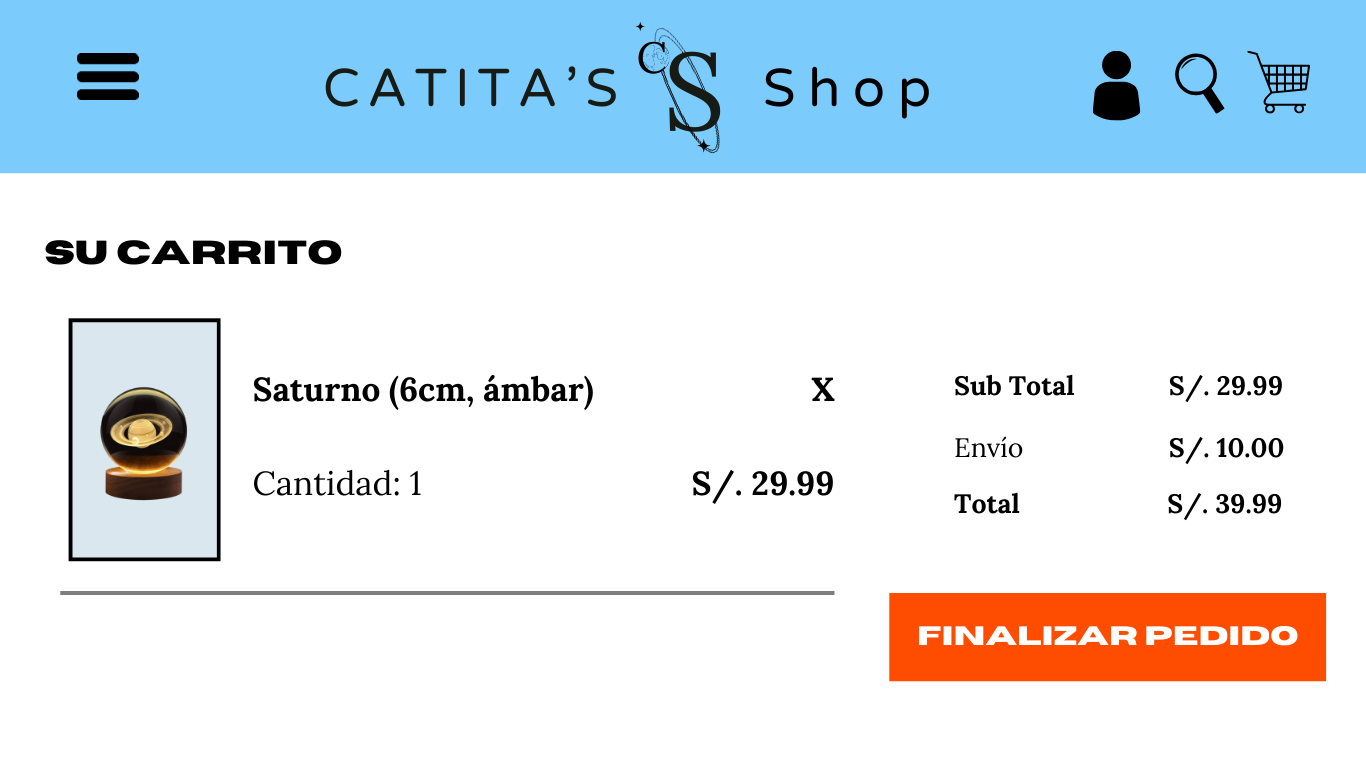 CATITA'S CS Shop
SU CARRITO
Saturno (6cm, ámbar) X
Cantidad: 1 S/. 29.99
Sub Total S/. 29.99
Envío S/. 10.00
Total S/. 39.99
FINALIZAR PEDIDO